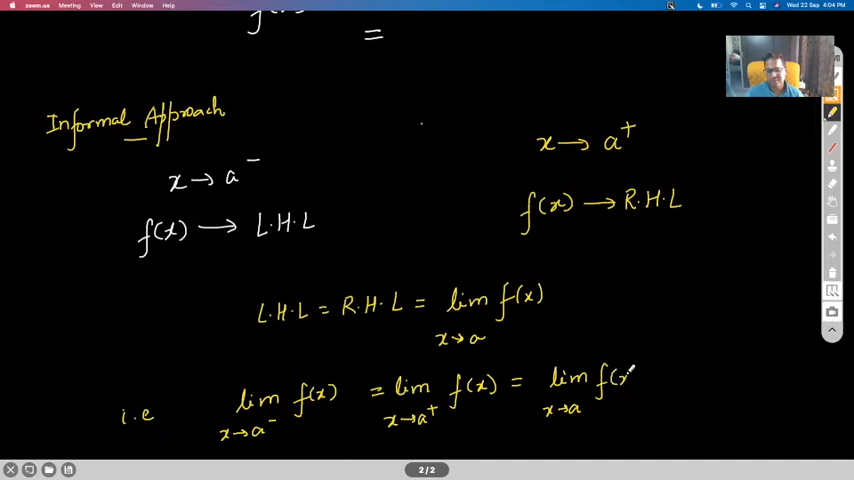 zoom.us Meeting View Edit Window Help
Wed 22 Sep 4:04 PM
=
Informal Approach
x → a⁻
x → a⁺
f(x) → L.H.L
f(x) → R.H.L
L.H.L = R.H.L = lim f(x)
x→a
i.e lim f(x) = lim f(x) = lim f(x
x→a⁻ x→a⁺ x→a
2/2